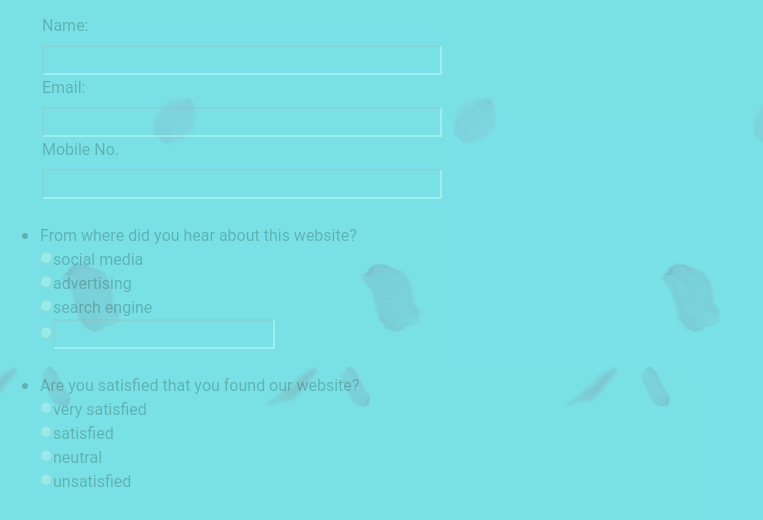 Name:
Email:
Mobile No.
From where did you hear about this website?
social media
advertising
search engine
Are you satisfied that you found our website?
very satisfied
satisfied
neutral
unsatisfied